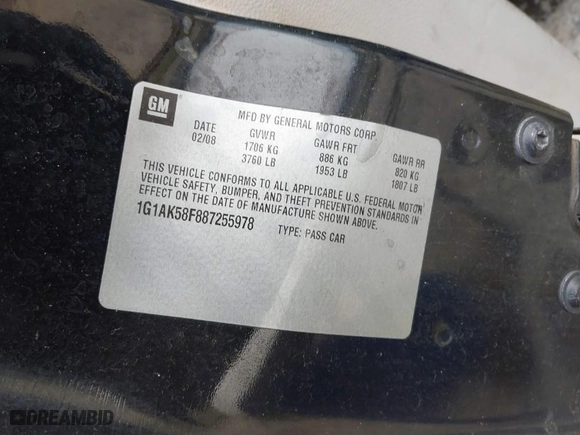 GM
MFD BY GENERAL MOTORS CORP
DATE GVWR GAWR FRT GAWR RR
02/08 1706 KG 886 KG 820 KG
3760 LB 1953 LB 1807 LB
THIS VEHICLE CONFORMS TO ALL APPLICABLE U.S. FEDERAL MOTOR
VEHICLE SAFETY, BUMPER, AND THEFT PREVENTION STANDARDS IN
EFFECT ON THE DATE OF MANUFACTURE SHOWN ABOVE.
1G1AK58F887255978 TYPE: PASS CAR
DREAMBID